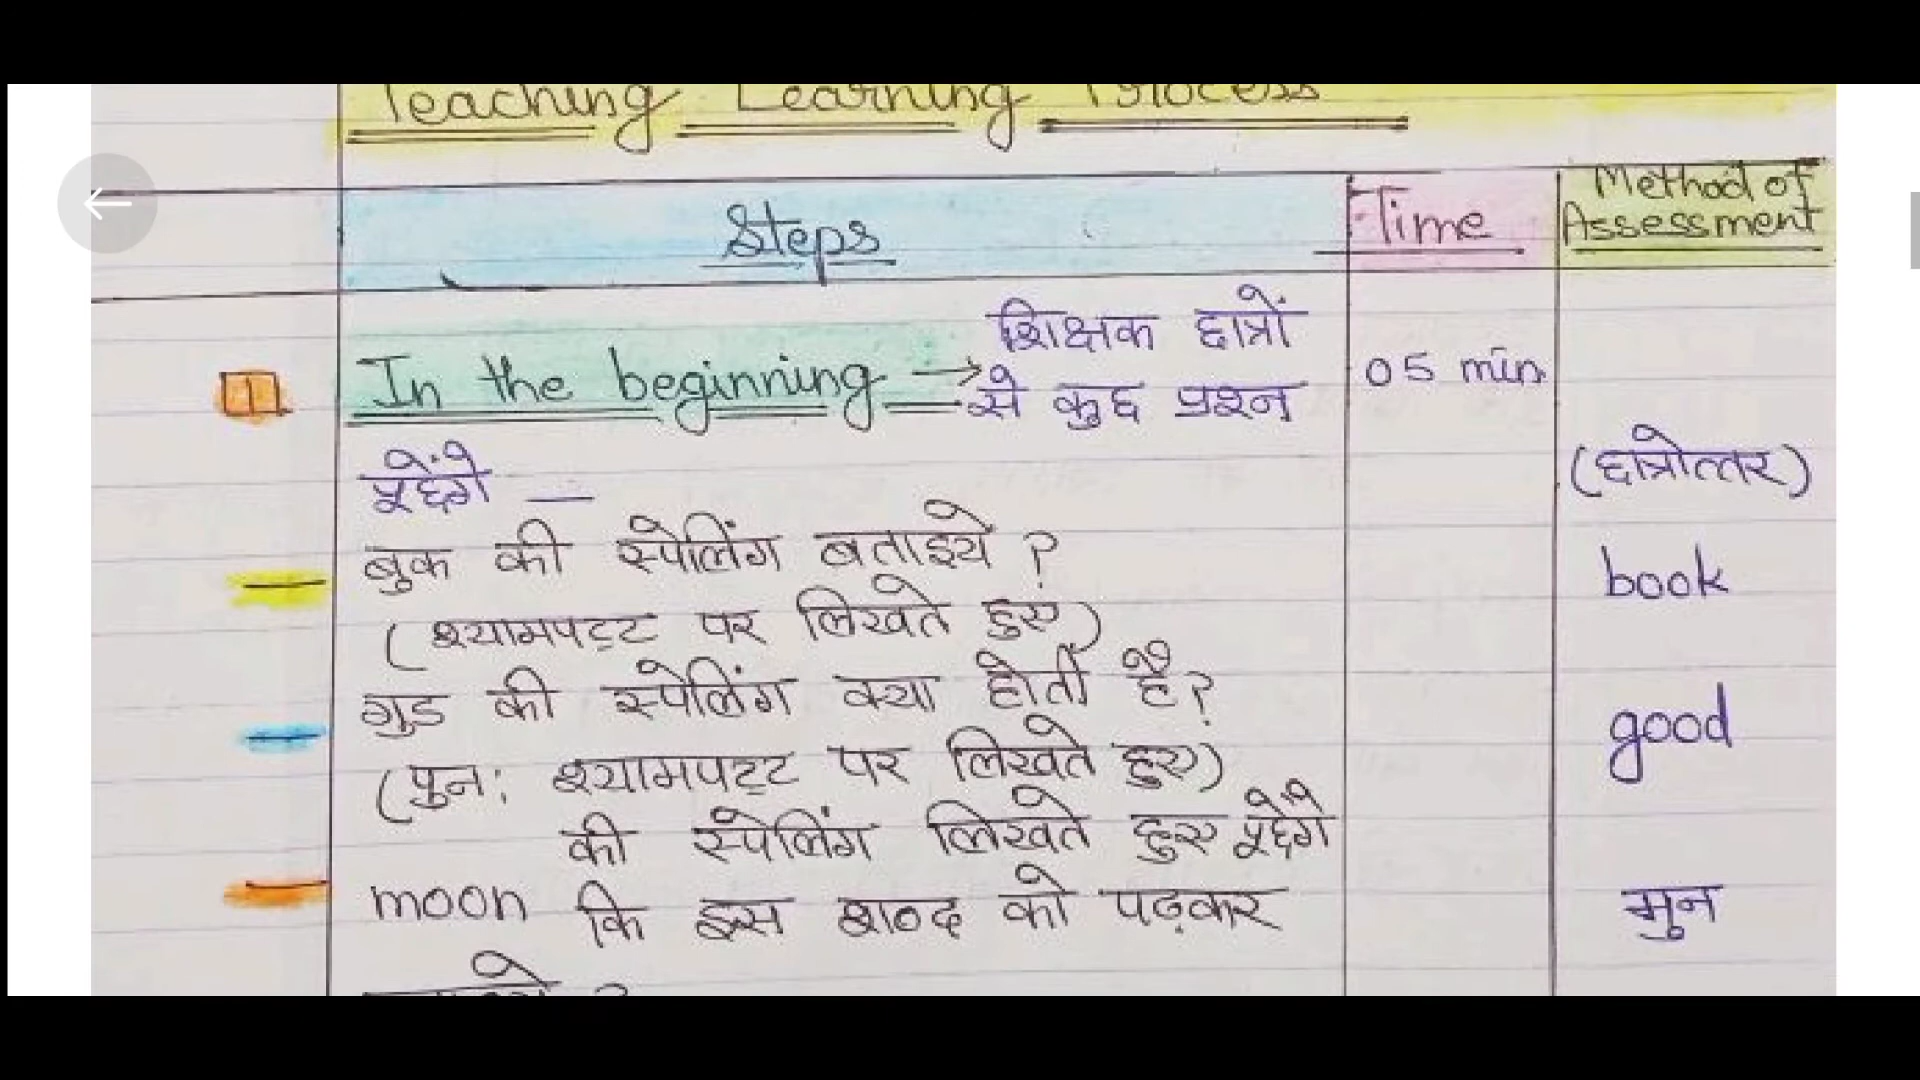 Teaching Learning Process
Steps
Time
Method of
Assessment
1
In the beginning → शिक्षक छात्रों
से कुछ प्रश्न
05 min.
पूछेंगे —
(छात्रोत्तर)
बुक की स्पेलिंग बताइये ?
book
(श्यामपट्ट पर लिखते हुए)
गुड की स्पेलिंग क्या होती है?
good
(पुन: श्यामपट्ट पर लिखते हुए)
की स्पेलिंग लिखते हुए पूछेंगे
moon कि इस शब्द को पढ़कर
मुन